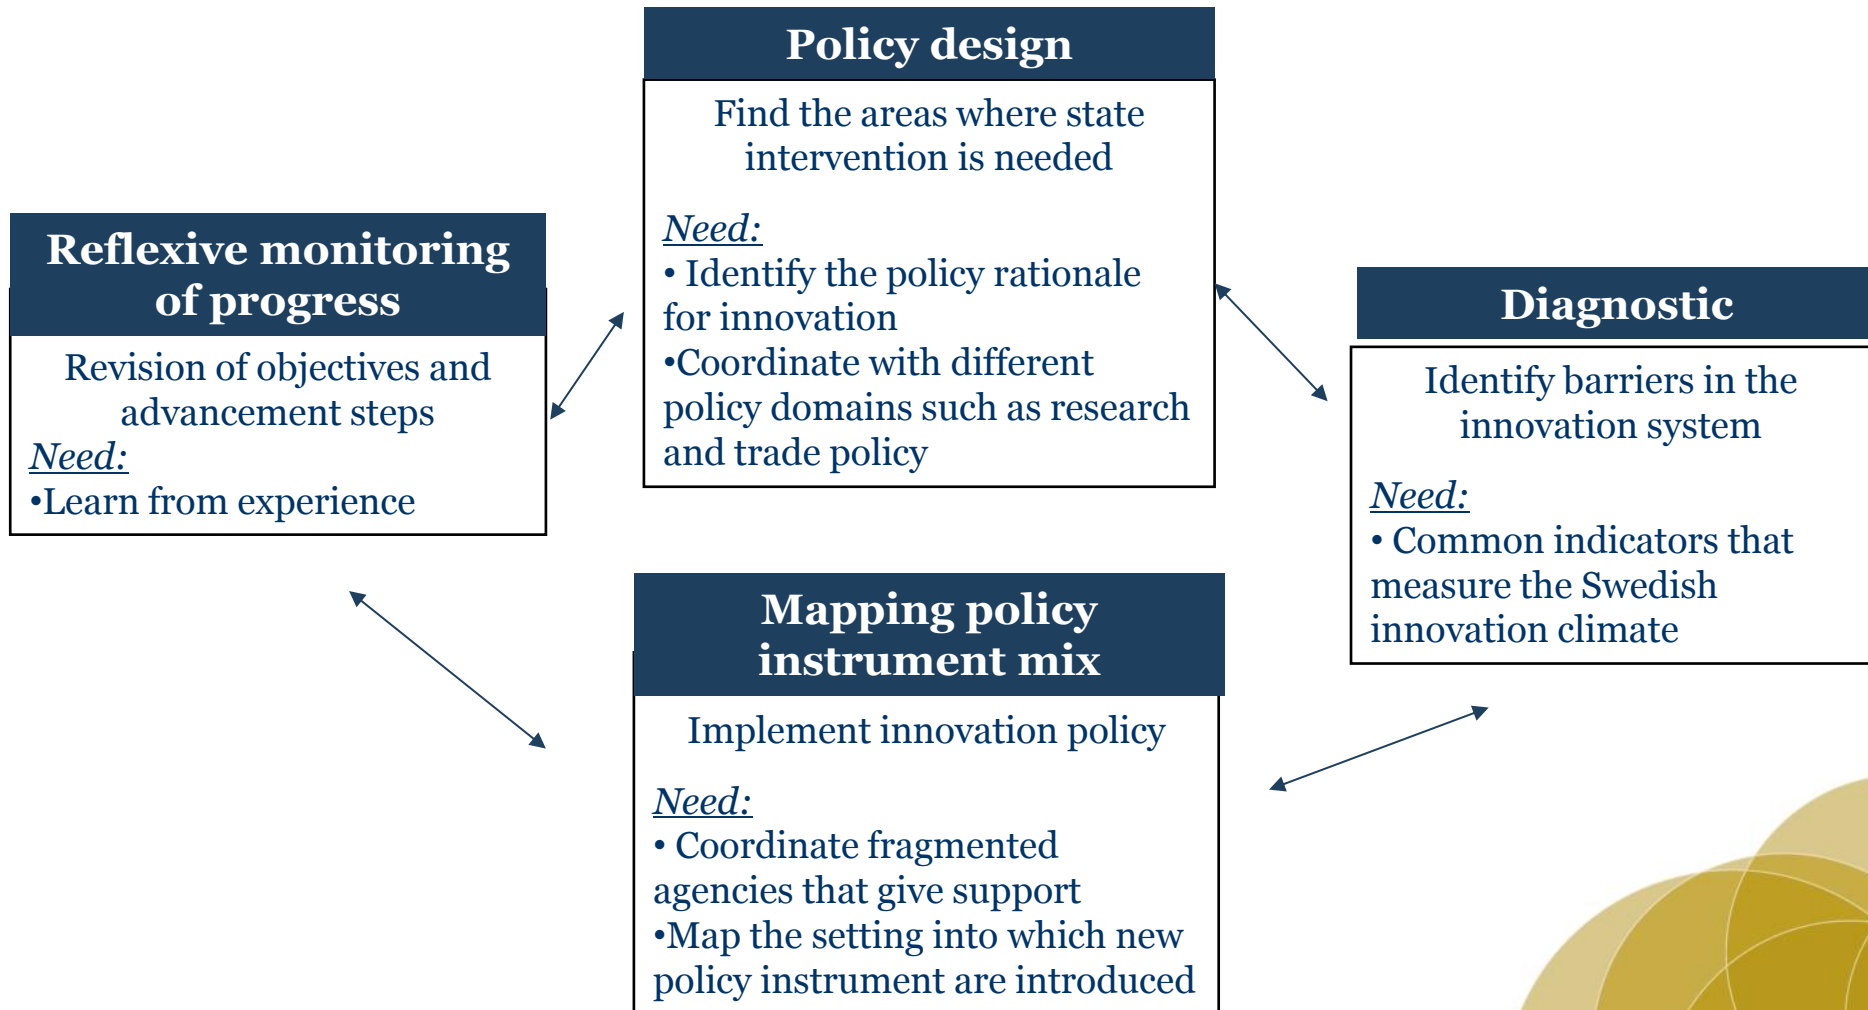 Policy design
Find the areas where state
intervention is needed
Need:
• Identify the policy rationale
for innovation
•Coordinate with different
policy domains such as research
and trade policy
Reflexive monitoring
of progress
Revision of objectives and
advancement steps
Need:
•Learn from experience
Diagnostic
Identify barriers in the
innovation system
Need:
• Common indicators that
measure the Swedish
innovation climate
Mapping policy
instrument mix
Implement innovation policy
Need:
• Coordinate fragmented
agencies that give support
•Map the setting into which new
policy instrument are introduced